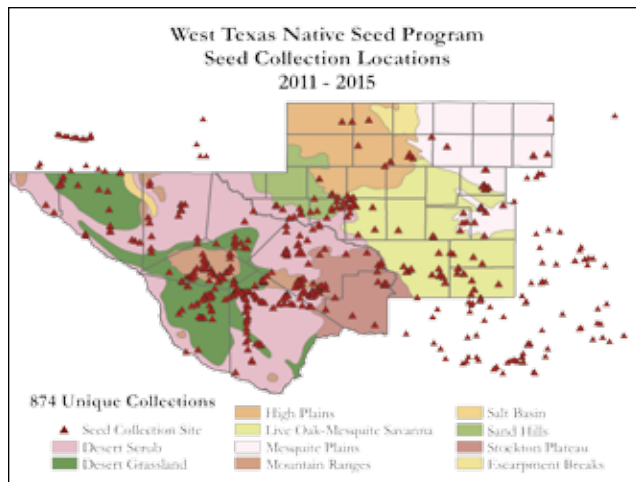 West Texas Native Seed Program
Seed Collection Locations
2011 - 2015
874 Unique Collections
Seed Collection Site
Desert Scrub
Desert Grassland
High Plains
Live Oak-Mesquite Savanna
Mesquite Plains
Mountain Ranges
Salt Basin
Sand Hills
Stockton Plateau
Escarpment Breaks